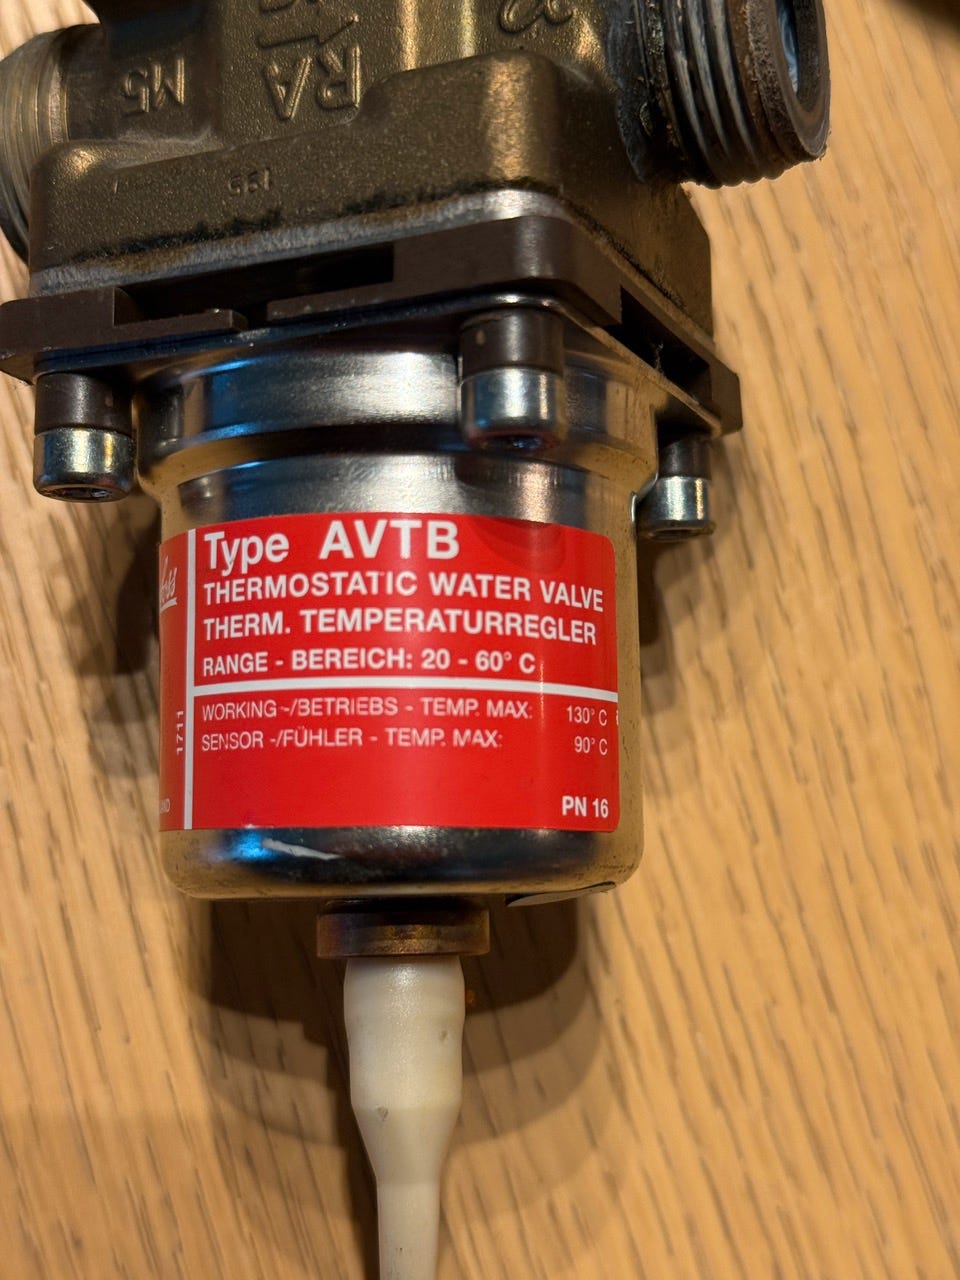 M5
RA
Type AVTB
THERMOSTATIC WATER VALVE
THERM. TEMPERATURREGLER
RANGE - BEREICH: 20 - 60° C
WORKING -/BETRIEBS - TEMP. MAX: 130° C
SENSOR -/FÜHLER - TEMP. MAX: 90° C
PN 16
1711